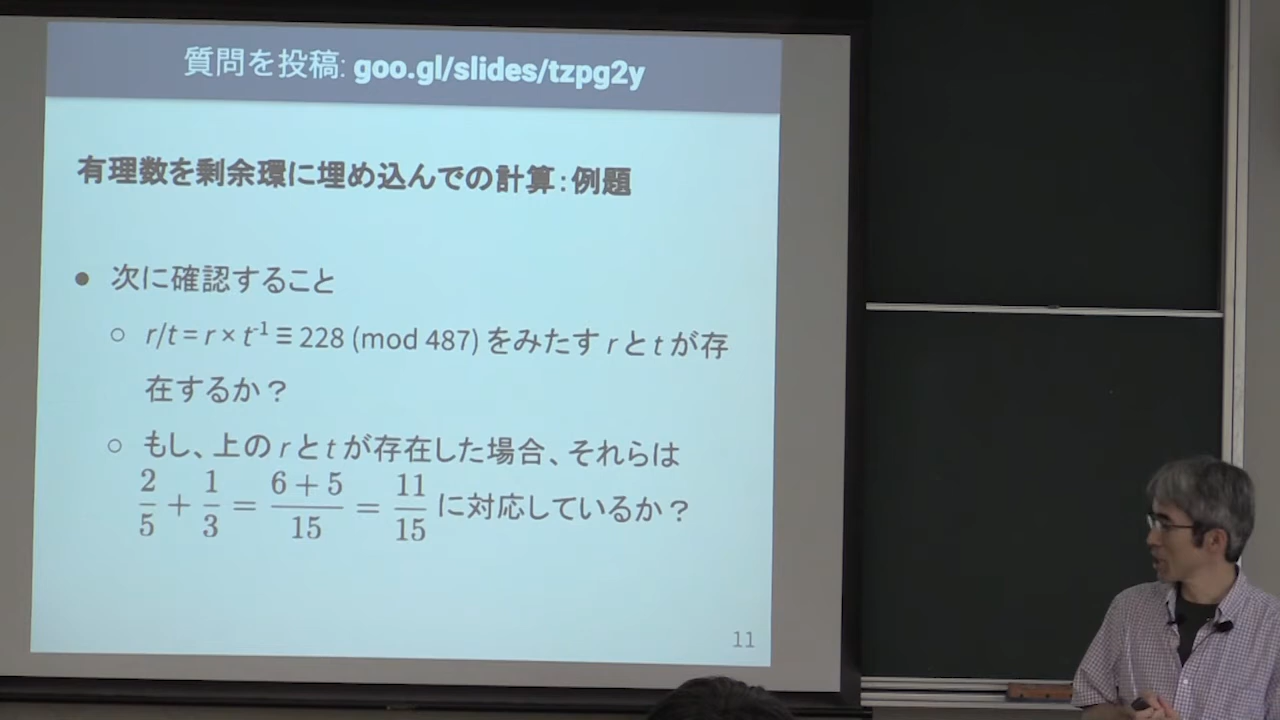 質問を投稿: goo.gl/slides/tzpg2y
有理数を剰余環に埋め込んでの計算：例題
● 次に確認すること
○ r/t = r × t⁻¹ ≡ 228 (mod 487) をみたす r と t が存
在するか？
○ もし、上の r と t が存在した場合、それらは
2/5 + 1/3 = (6 + 5)/15 = 11/15 に対応しているか？
11